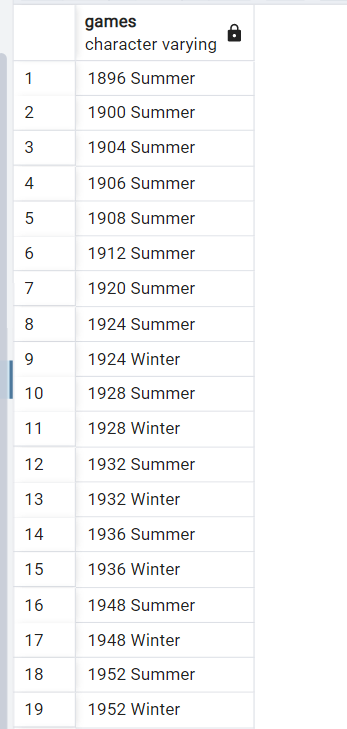 games
character varying
1 1896 Summer
2 1900 Summer
3 1904 Summer
4 1906 Summer
5 1908 Summer
6 1912 Summer
7 1920 Summer
8 1924 Summer
9 1924 Winter
10 1928 Summer
11 1928 Winter
12 1932 Summer
13 1932 Winter
14 1936 Summer
15 1936 Winter
16 1948 Summer
17 1948 Winter
18 1952 Summer
19 1952 Winter